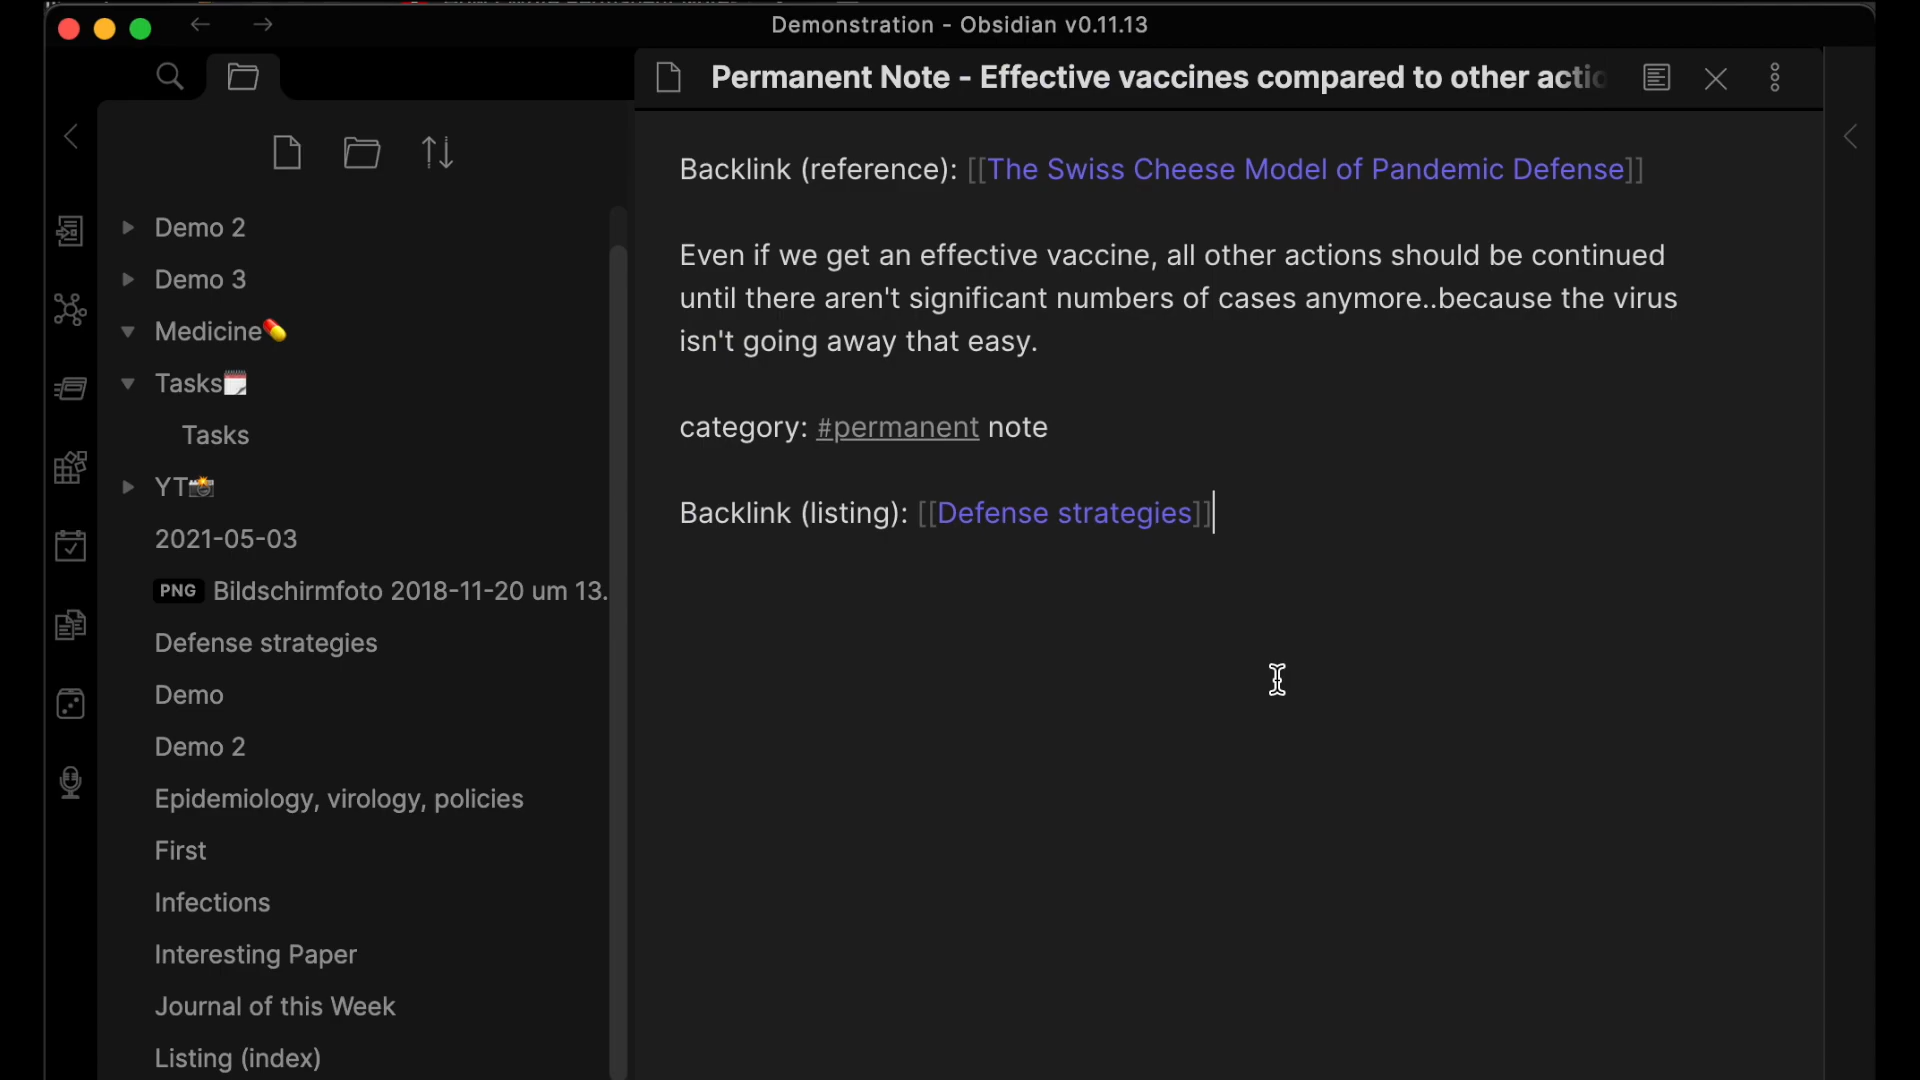 Demonstration - Obsidian v0.11.13
Permanent Note - Effective vaccines compared to other actio
Demo 2
Demo 3
Medicine💊
Tasks🗒️
Tasks
YT📸
2021-05-03
PNG Bildschirmfoto 2018-11-20 um 13.
Defense strategies
Demo
Demo 2
Epidemiology, virology, policies
First
Infections
Interesting Paper
Journal of this Week
Listing (index)
Backlink (reference): [[The Swiss Cheese Model of Pandemic Defense]]
Even if we get an effective vaccine, all other actions should be continued
until there aren't significant numbers of cases anymore..because the virus
isn't going away that easy.
category: #permanent note
Backlink (listing): [[Defense strategies]]